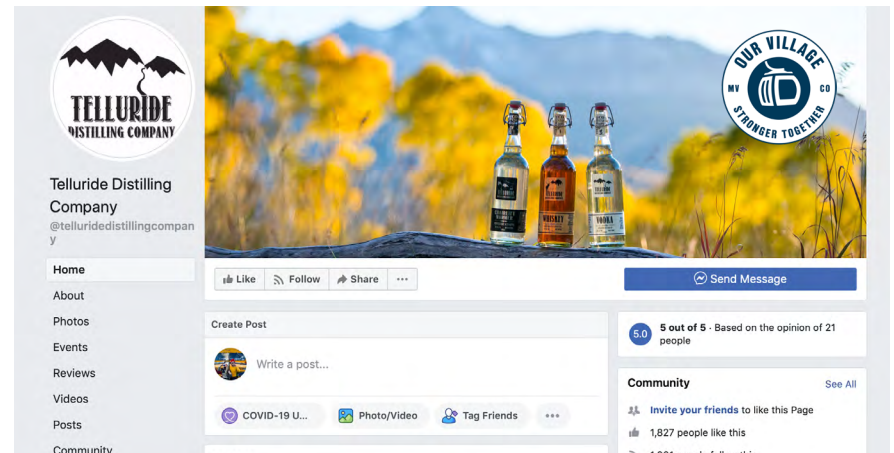 TELLURIDE
DISTILLING COMPANY
Telluride Distilling
Company
@telluridedistillingcompan
y
Home
About
Photos
Events
Reviews
Videos
Posts
Community
OUR VILLAGE
MV CO
STRONGER TOGETHER
WHISKEY
VODKA
Like
Follow
Share
Send Message
Create Post
Write a post...
COVID-19 U...
Photo/Video
Tag Friends
5.0
5 out of 5 · Based on the opinion of 21
people
Community
See All
Invite your friends to like this Page
1,827 people like this